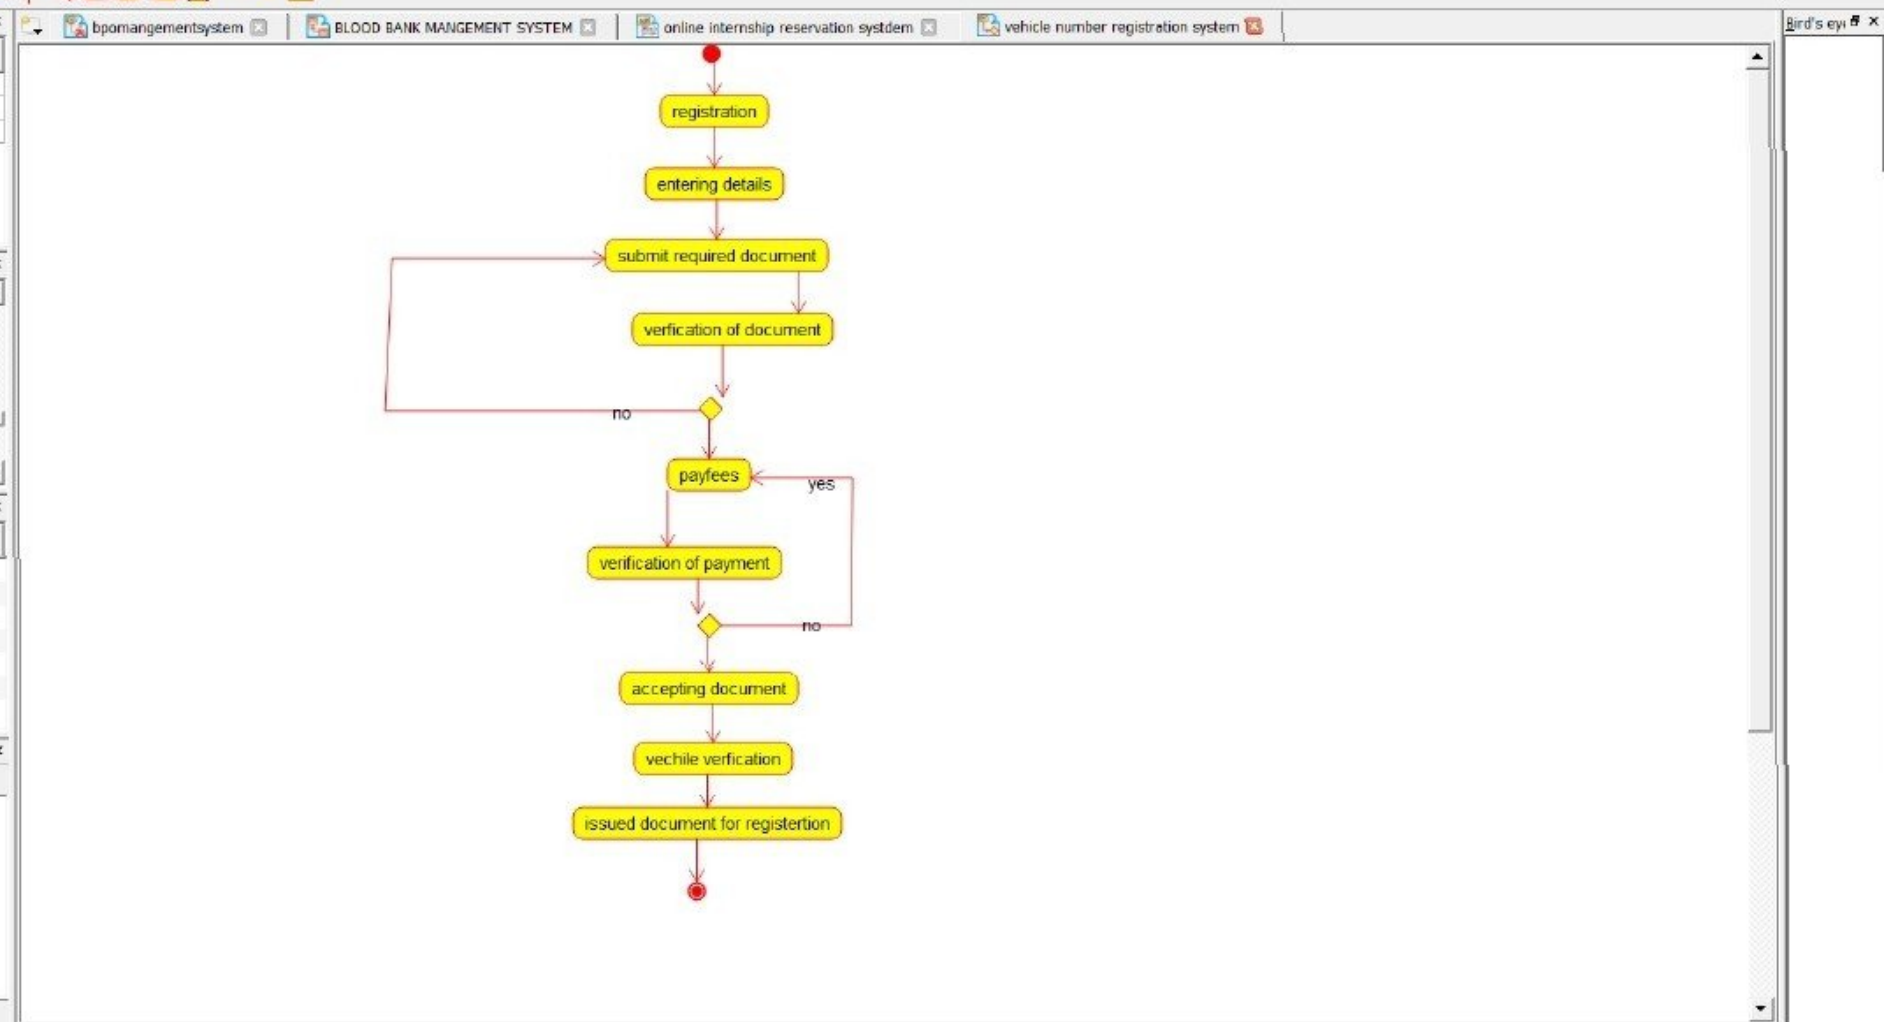 bpomangementsystem
BLOOD BANK MANGEMENT SYSTEM
online internship reservation systdem
vehicle number registration system
Bird's eye
registration
entering details
submit required document
verfication of document
no
payfees
yes
verification of payment
no
accepting document
vechile verfication
issued document for registertion